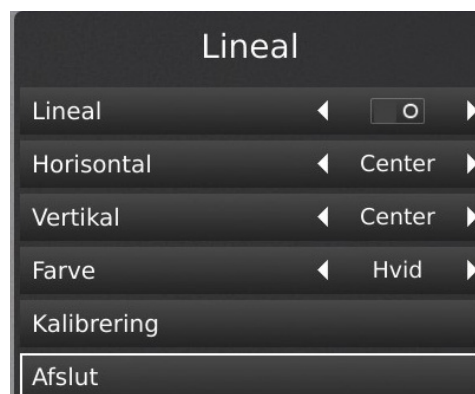 Lineal
Lineal
Horisontal Center
Vertikal Center
Farve Hvid
Kalibrering
Afslut